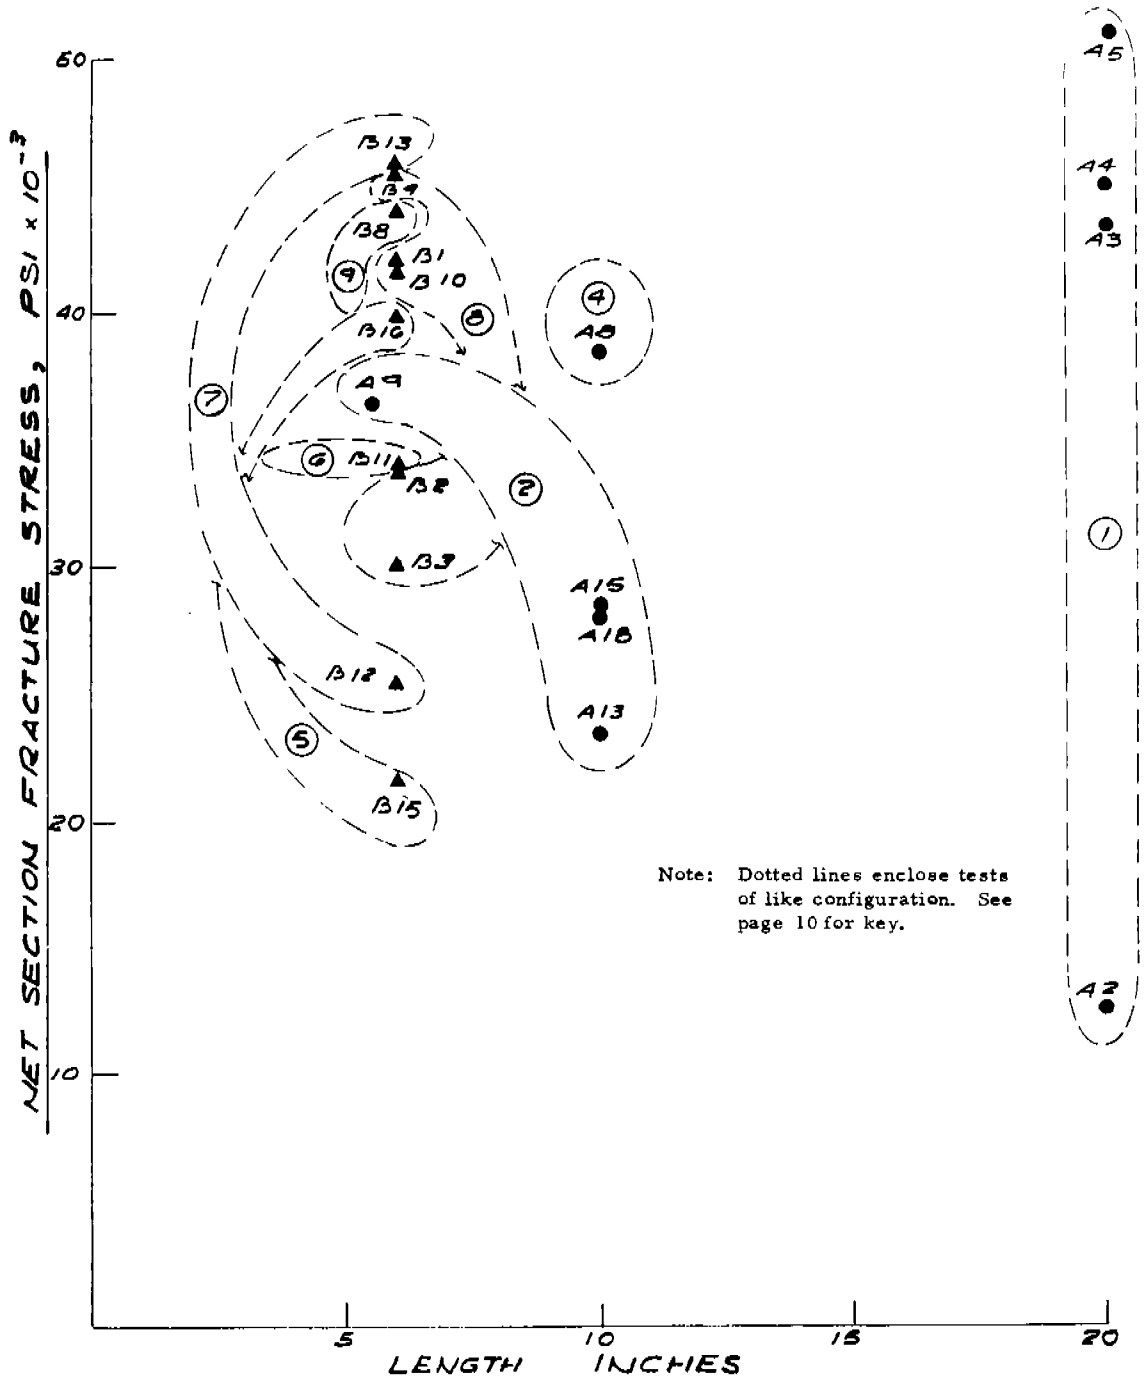 A5
50
B13
A4
B9
B8
A3
B1
9
B10
4
40
8
B16
A8
A9
7
6
B11
B2
2
1
B3
30
A15
A18
B12
A13
5
B15
20
Note: Dotted lines enclose tests
of like configuration. See
page 10 for key.
A2
10
5
10
15
20
LENGTH INCHES
NET SECTION FRACTURE STRESS, PSI × 10⁻³